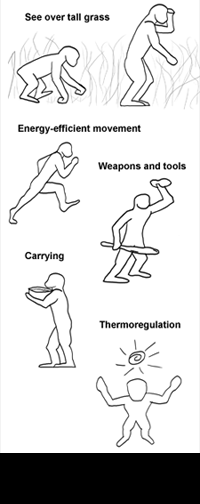 See over tall grass
Energy-efficient movement
Weapons and tools
Carrying
Thermoregulation